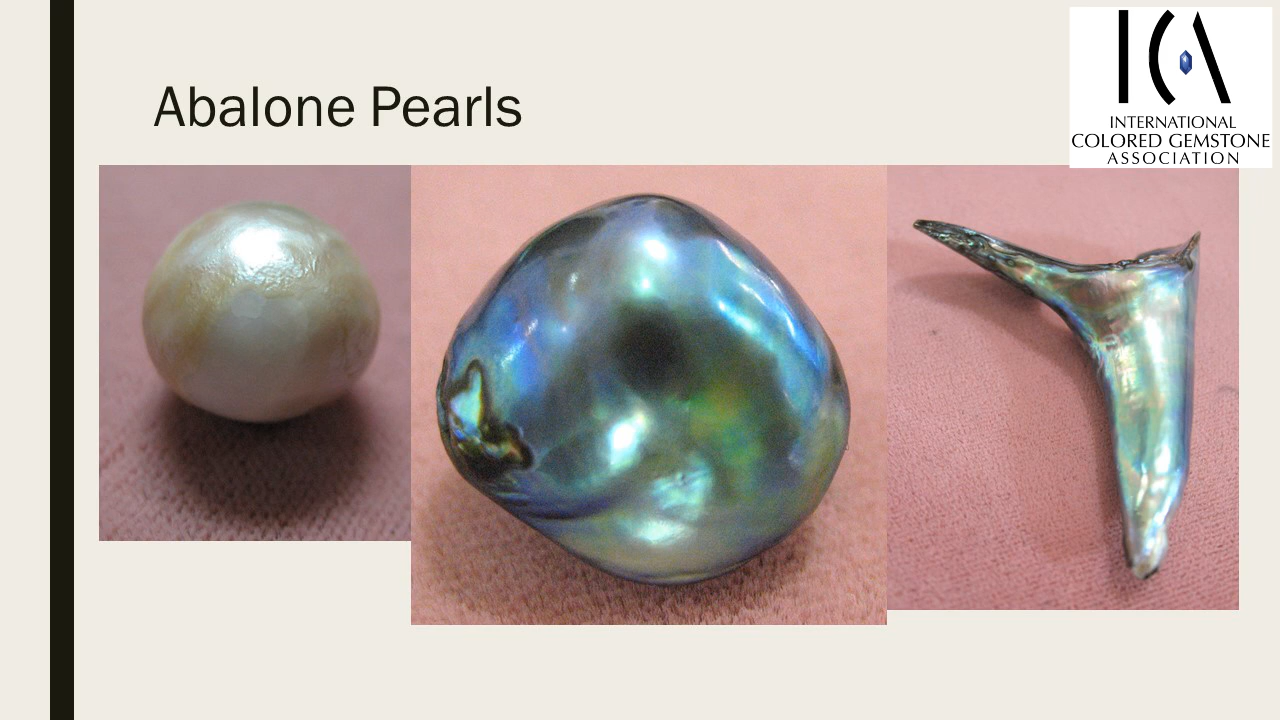 Abalone Pearls
ICA
INTERNATIONAL
COLORED GEMSTONE
ASSOCIATION